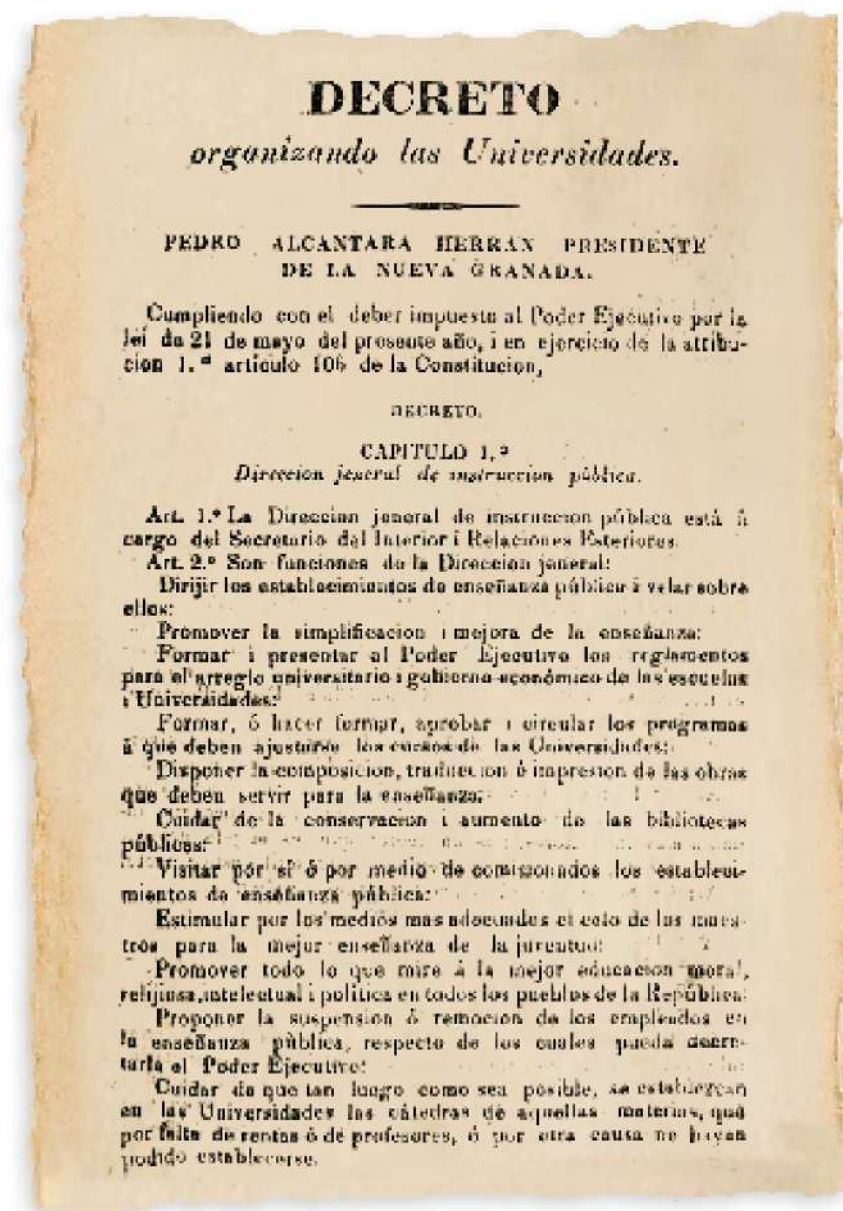 DECRETO
organizando las Universidades.
PEDRO ALCANTARA HERRAN PRESIDENTE
DE LA NUEVA GRANADA.
Cumpliendo con el deber impuesto al Poder Ejecutivo por la
lei de 21 de mayo del presente año, i en ejercicio de la atribu-
cion 1.ª articulo 106 de la Constitucion,
DECRETO.
CAPITULO 1.º
Direccion jeneral de instruccion pública.
Art. 1.º La Direccion jeneral de instruccion pública está á
cargo del Secretario del Interior i Relaciones Esteriores.
Art. 2.º Son funciones de la Direccion jeneral:
Dirijir los establecimientos de enseñanza pública i velar sobre
ellos:
Promover la simplificacion i mejora de la enseñanza:
Formar i presentar al Poder Ejecutivo los reglamentos
para el arreglo universitario i gobierno económico de las escuelas
i Universidades:
Formar, ó hacer formar, aprobar i circular los programas
á que deben ajustarse los cursos de las Universidades:
Disponer la composicion, traduccion ó impresion de las obras
que deben servir para la enseñanza:
Cuidar de la conservacion i aumento de las bibliotecas
públicas:
Visitar por sí ó por medio de comisionados los estableci-
mientos de enseñanza pública:
Estimular por los medios mas adecuados el celo de los maes-
tros para la mejor enseñanza de la juventud:
Promover todo lo que mire á la mejor educacion moral,
relijiosa, intelectual i política en todos los pueblos de la República:
Proponer la suspension ó remocion de los empleados en
la enseñanza pública, respecto de los cuales pueda decre-
tarla el Poder Ejecutivo:
Cuidar de que tan luego como sea posible, se establezcan
en las Universidades las cátedras de aquellas materias, que
por falta de rentas ó de profesores, ó por otra causa no hayan
podido establecerse.